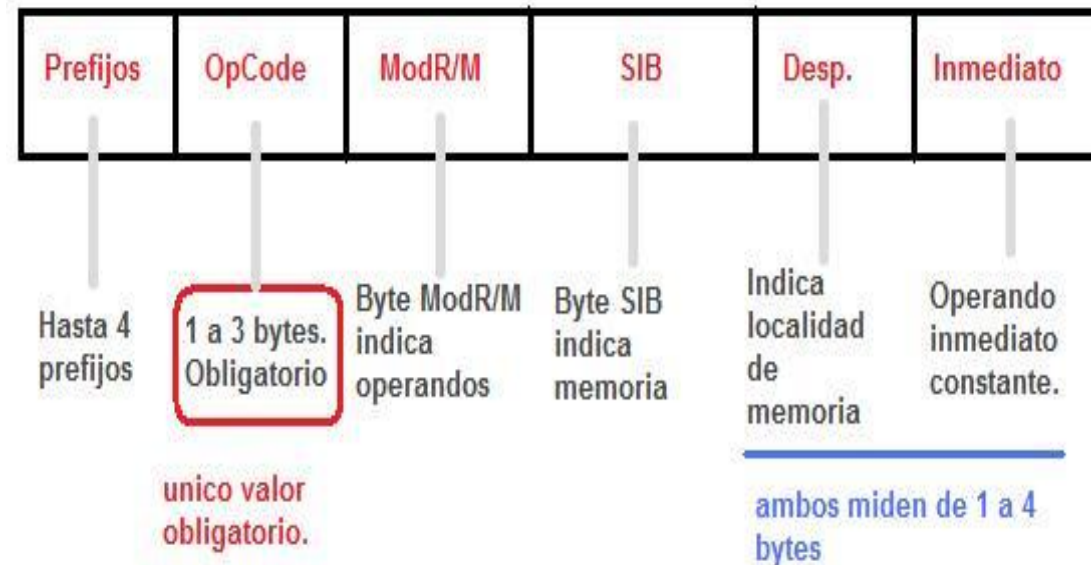 Prefijos
OpCode
ModR/M
SIB
Desp.
Inmediato
Hasta 4
prefijos
1 a 3 bytes.
Obligatorio
Byte ModR/M
indica
operandos
Byte SIB
indica
memoria
Indica
localidad
de
memoria
Operando
inmediato
constante.
unico valor
obligatorio.
ambos miden de 1 a 4
bytes